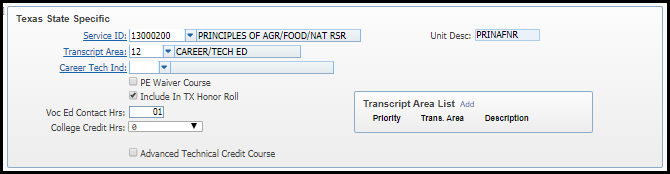 Texas State Specific
Service ID: 13000200 PRINCIPLES OF AGR/FOOD/NAT RSR Unit Desc: PRINAFNR
Transcript Area: 12 CAREER/TECH ED
Career Tech Ind:
PE Waiver Course
Include In TX Honor Roll
Voc Ed Contact Hrs: 01
College Credit Hrs: 0
Advanced Technical Credit Course
Transcript Area List Add
Priority Trans. Area Description